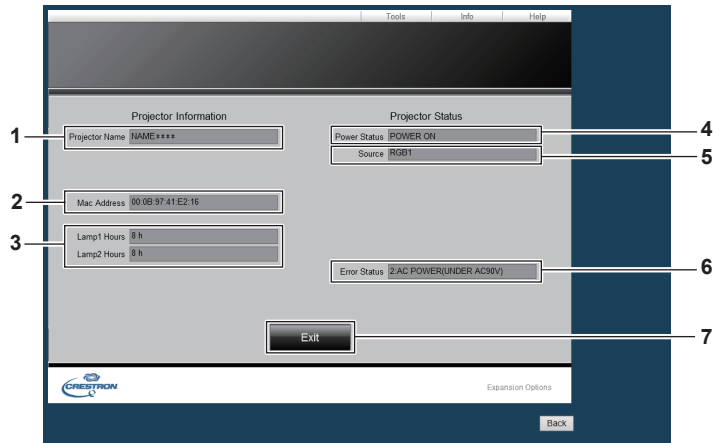 Tools Info Help
Projector Information
Projector Status
1 Projector Name NAME****
Power Status POWER ON 4
Source RGB1 5
2 Mac Address 00:0B:97:41:E2:16
3 Lamp1 Hours 8 h
Lamp2 Hours 8 h
Error Status 2:AC POWER(UNDER AC90V) 6
Exit 7
CRESTRON
Expansion Options
Back